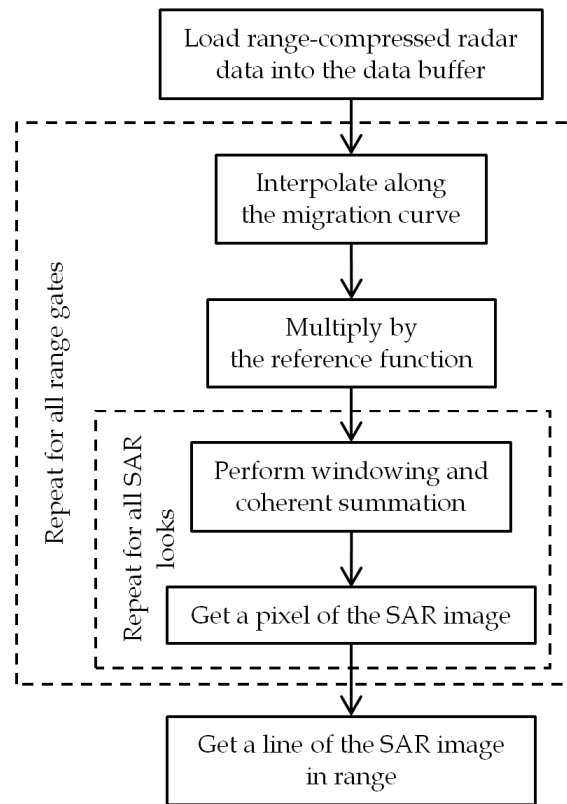 Load range-compressed radar
data into the data buffer
Interpolate along
the migration curve
Multiply by
the reference function
Repeat for all range gates
Perform windowing and
coherent summation
Repeat for all SAR
looks
Get a pixel of the SAR image
Get a line of the SAR image
in range